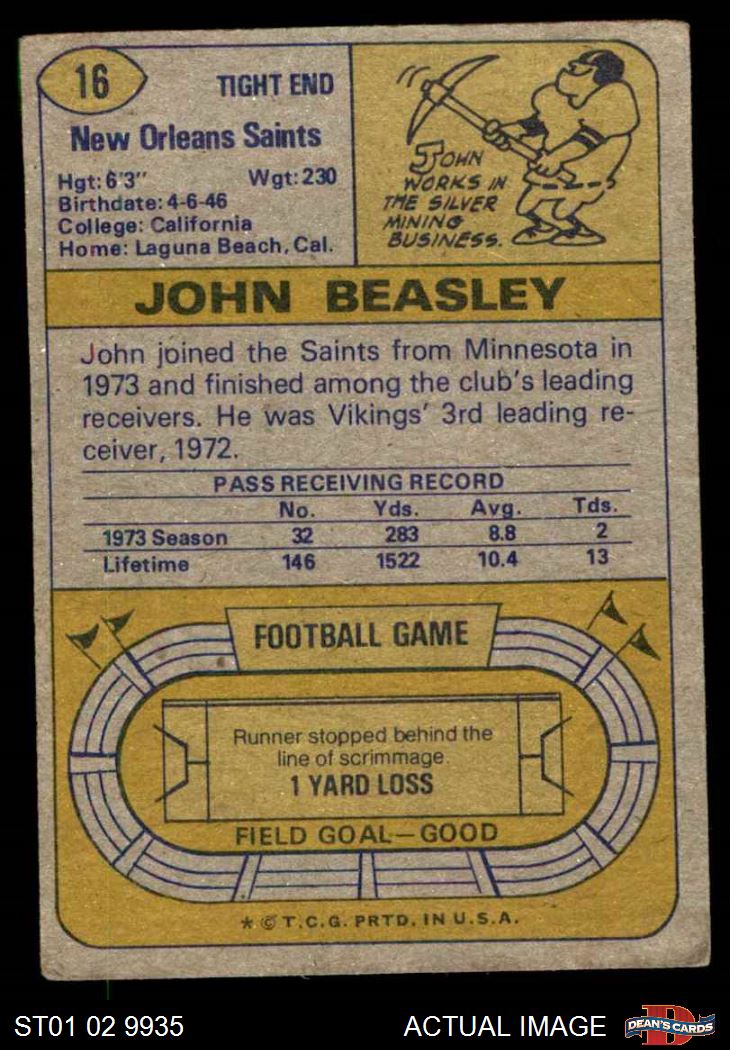 16
TIGHT END
New Orleans Saints
Hgt: 6'3" Wgt: 230
Birthdate: 4-6-46
College: California
Home: Laguna Beach, Cal.
JOHN
WORKS IN
THE SILVER
MINING
BUSINESS.
JOHN BEASLEY
John joined the Saints from Minnesota in
1973 and finished among the club's leading
receivers. He was Vikings' 3rd leading re-
ceiver, 1972.
PASS RECEIVING RECORD
No. Yds. Avg. Tds.
1973 Season 32 283 8.8 2
Lifetime 146 1522 10.4 13
FOOTBALL GAME
Runner stopped behind the
line of scrimmage.
1 YARD LOSS
FIELD GOAL—GOOD
* © T.C.G. PRTD. IN U.S.A.
ST01 02 9935 ACTUAL IMAGE
D
DEAN'S CARDS